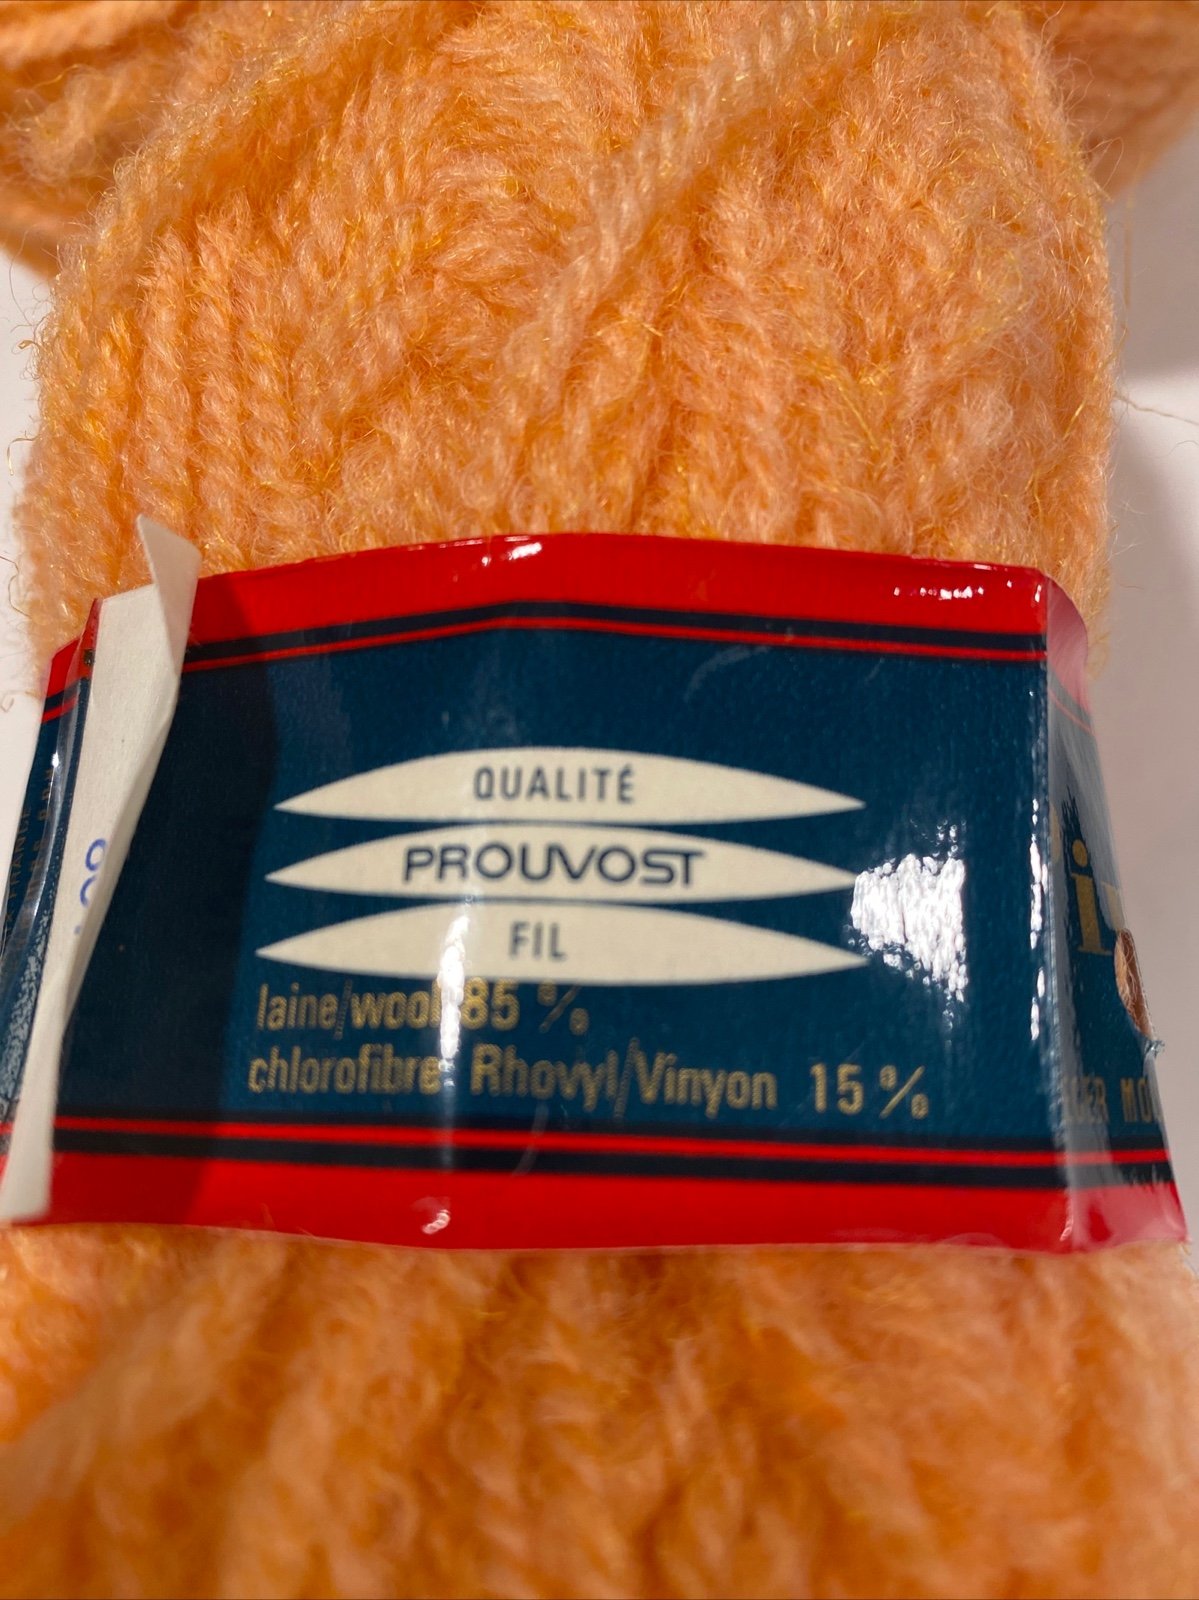 QUALITÉ
PROUVOST
FIL
laine/wool 85 %
chlorofibre Rhovyl/Vinyon 15 %